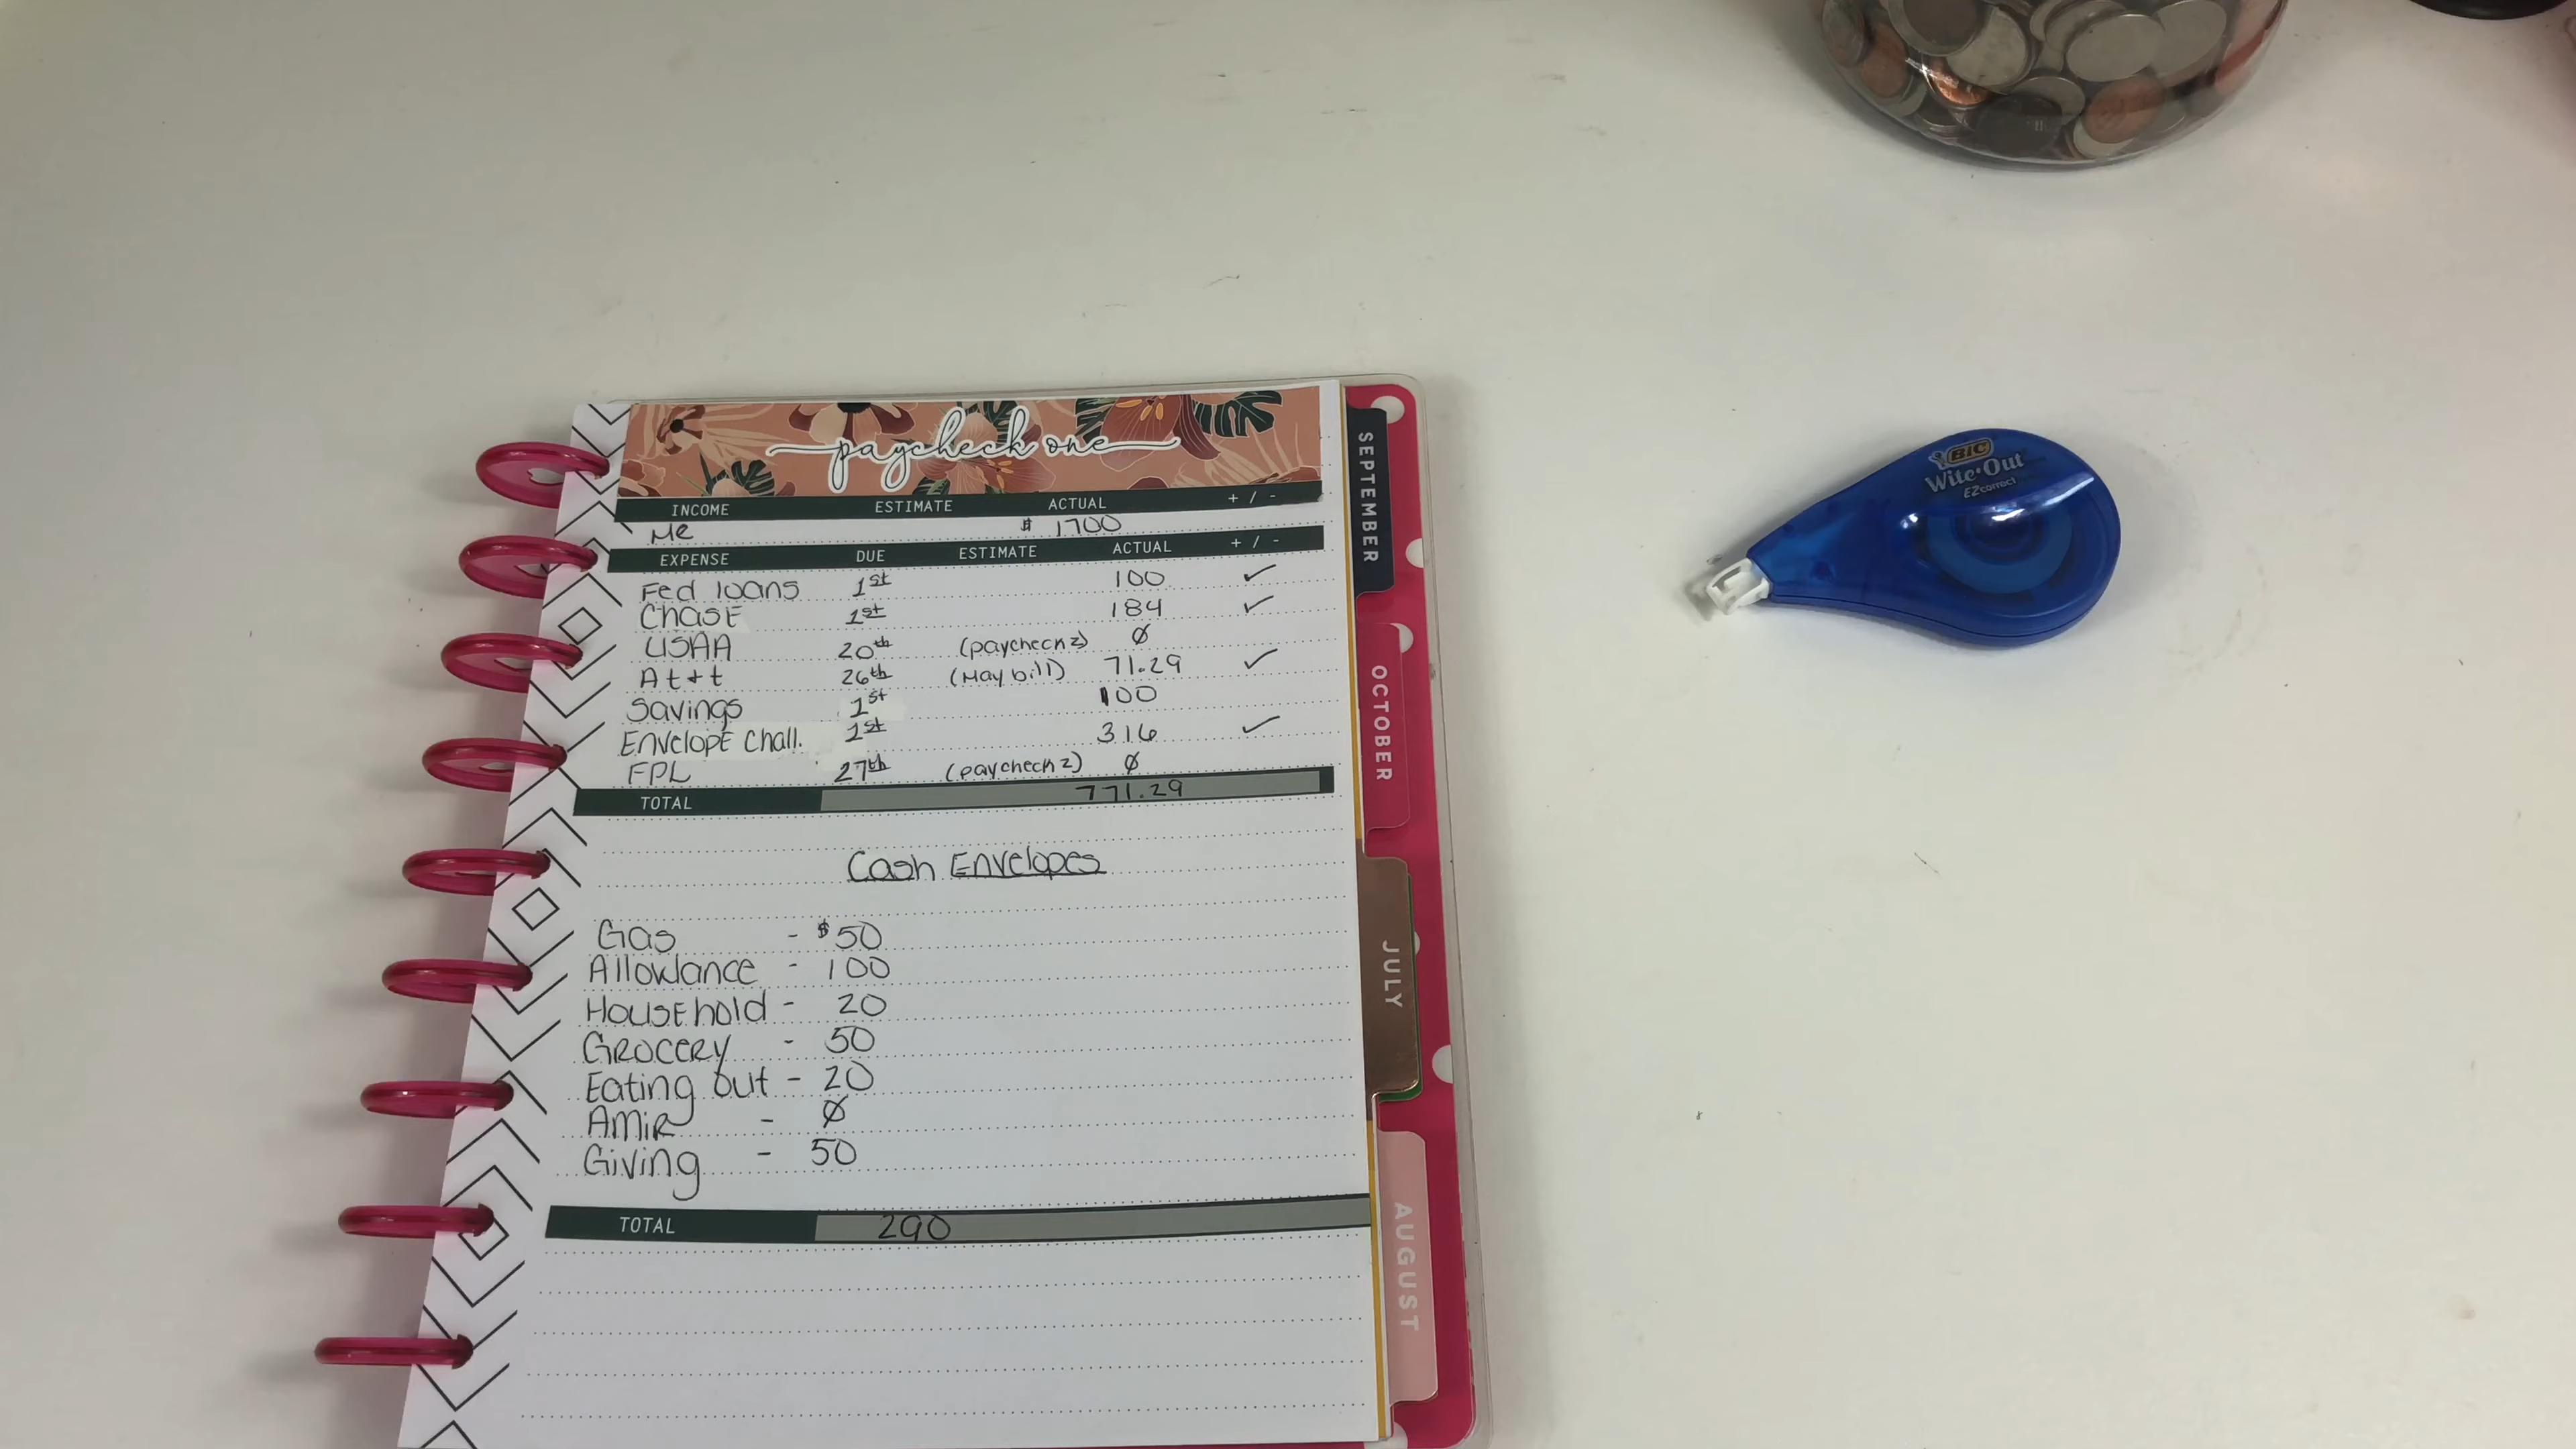 paycheck one
INCOME ESTIMATE ACTUAL + / -
Me $ 1700
EXPENSE DUE ESTIMATE ACTUAL + / -
Fed loans 1st 100 ✓
Chase 1st 184 ✓
USAA 20th (paycheck 2) Ø
At&t 26th (May bill) 71.29 ✓
Savings 1st 100
Envelope Chall. 1st 316 ✓
FPL 27th (paycheck 2) Ø
TOTAL 771.29
Cash Envelopes
Gas - $50
Allowance - 100
Household - 20
Grocery - 50
Eating out - 20
Amir - Ø
Giving - 50
TOTAL 290
SEPTEMBER
OCTOBER
JULY
AUGUST
BIC
Wite•Out
EZcorrect